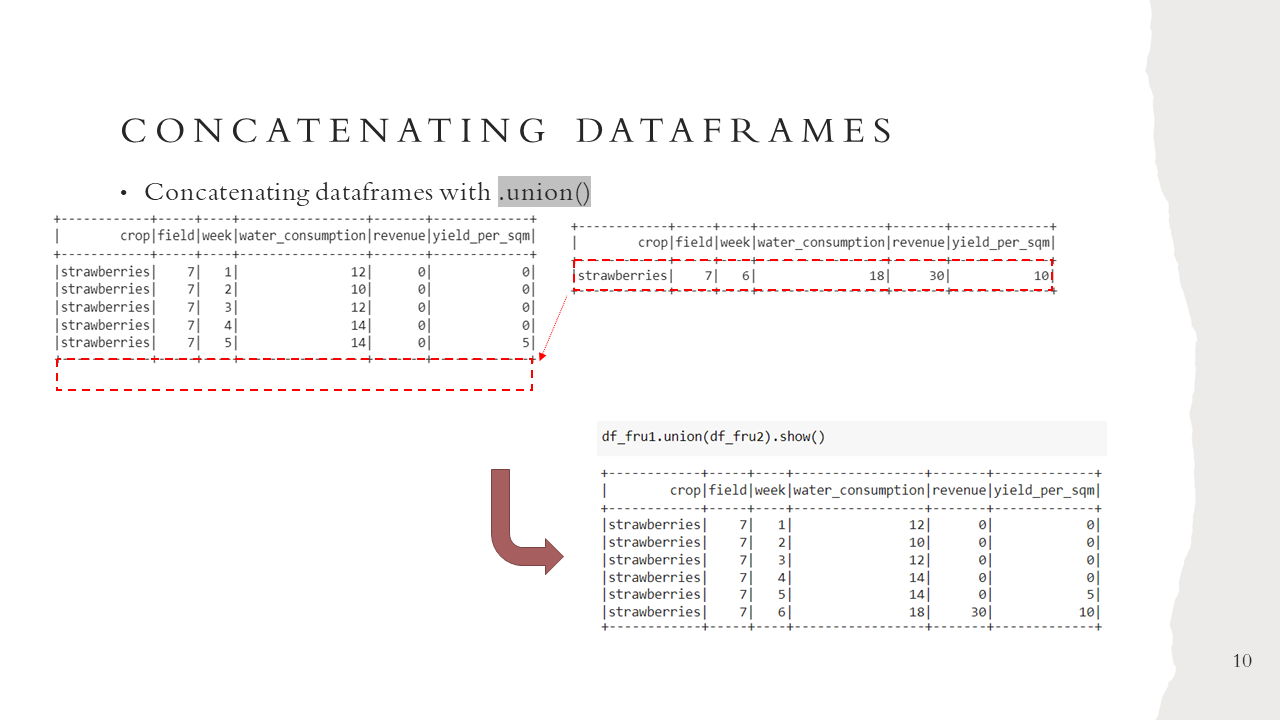 CONCATENATING DATAFRAMES
• Concatenating dataframes with .union()
+------------+-----+----+-----------------+-------+-------------+
|        crop|field|week|water_consumption|revenue|yield_per_sqm|
+------------+-----+----+-----------------+-------+-------------+
|strawberries|    7|   1|               12|      0|            0|
|strawberries|    7|   2|               10|      0|            0|
|strawberries|    7|   3|               12|      0|            0|
|strawberries|    7|   4|               14|      0|            0|
|strawberries|    7|   5|               14|      0|            5|
+------------+-----+----+-----------------+-------+-------------+
+------------+-----+----+-----------------+-------+-------------+
|        crop|field|week|water_consumption|revenue|yield_per_sqm|
+------------+-----+----+-----------------+-------+-------------+
|strawberries|    7|   6|               18|     30|           10|
+------------+-----+----+-----------------+-------+-------------+
df_fru1.union(df_fru2).show()
+------------+-----+----+-----------------+-------+-------------+
|        crop|field|week|water_consumption|revenue|yield_per_sqm|
+------------+-----+----+-----------------+-------+-------------+
|strawberries|    7|   1|               12|      0|            0|
|strawberries|    7|   2|               10|      0|            0|
|strawberries|    7|   3|               12|      0|            0|
|strawberries|    7|   4|               14|      0|            0|
|strawberries|    7|   5|               14|      0|            5|
|strawberries|    7|   6|               18|     30|           10|
+------------+-----+----+-----------------+-------+-------------+
10